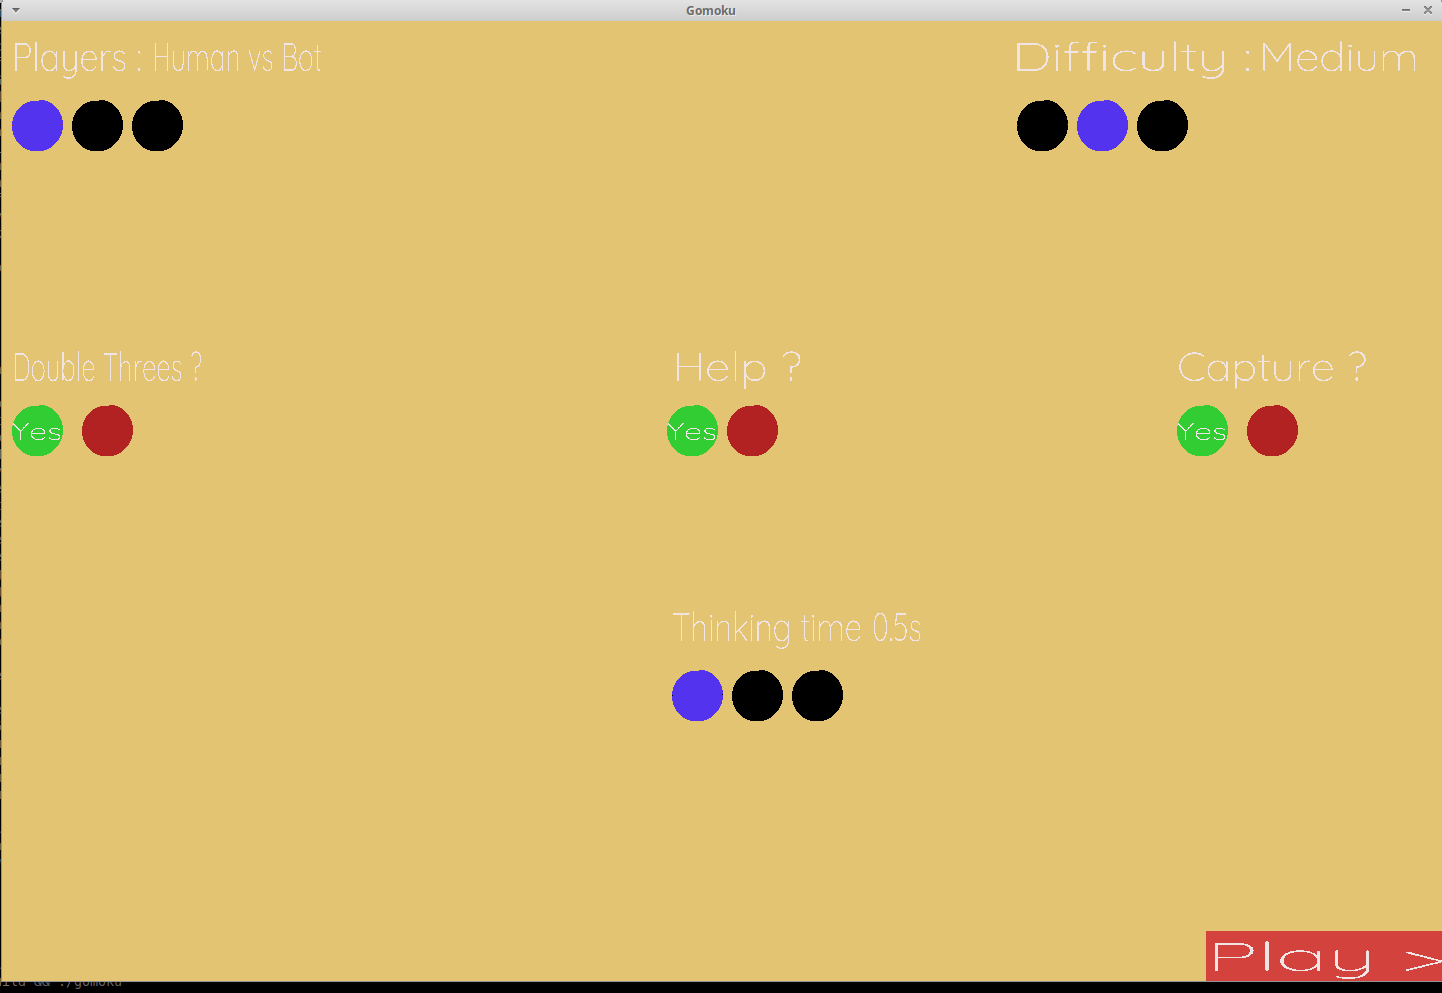 Gomoku
Players : Human vs Bot
Difficulty : Medium
Double Threes ?
Help ?
Capture ?
Yes
Yes
Yes
Thinking time 0.5s
Play >
&& ./gomoku